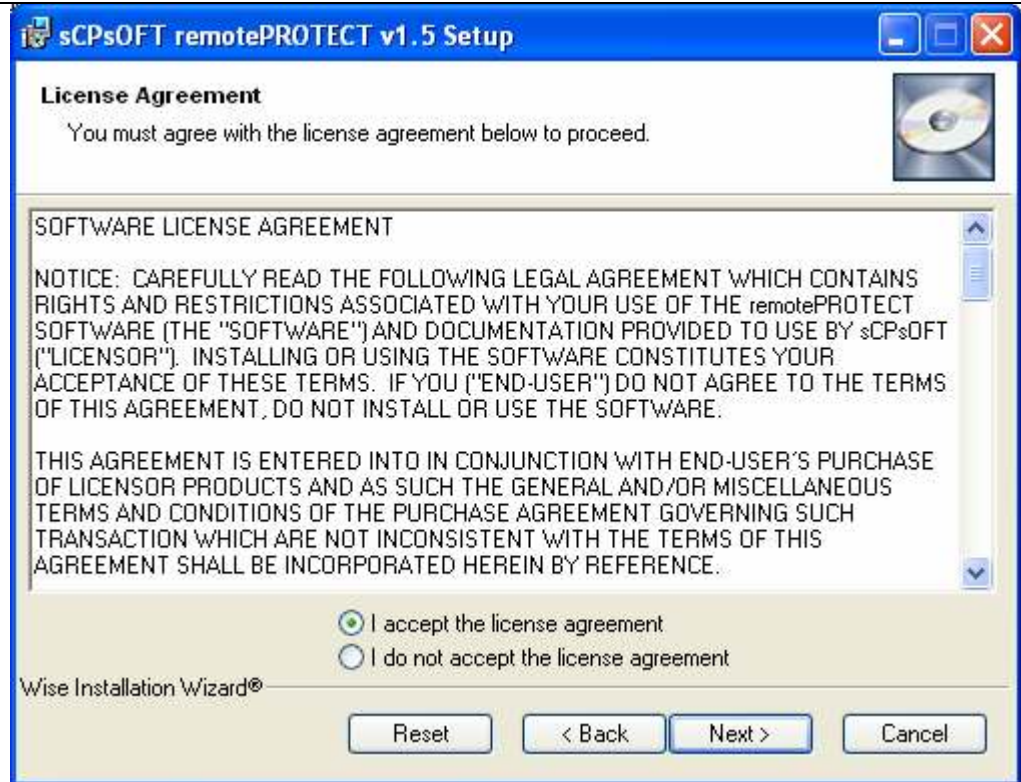 sCPsOFT remotePROTECT v1.5 Setup
License Agreement
You must agree with the license agreement below to proceed.
SOFTWARE LICENSE AGREEMENT
NOTICE:  CAREFULLY READ THE FOLLOWING LEGAL AGREEMENT WHICH CONTAINS
RIGHTS AND RESTRICTIONS ASSOCIATED WITH YOUR USE OF THE remotePROTECT
SOFTWARE (THE "SOFTWARE") AND DOCUMENTATION PROVIDED TO USE BY sCPsOFT
("LICENSOR").  INSTALLING OR USING THE SOFTWARE CONSTITUTES YOUR
ACCEPTANCE OF THESE TERMS.  IF YOU ("END-USER") DO NOT AGREE TO THE TERMS
OF THIS AGREEMENT, DO NOT INSTALL OR USE THE SOFTWARE.
THIS AGREEMENT IS ENTERED INTO IN CONJUNCTION WITH END-USER'S PURCHASE
OF LICENSOR PRODUCTS AND AS SUCH THE GENERAL AND/OR MISCELLANEOUS
TERMS AND CONDITIONS OF THE PURCHASE AGREEMENT GOVERNING SUCH
TRANSACTION WHICH ARE NOT INCONSISTENT WITH THE TERMS OF THIS
AGREEMENT SHALL BE INCORPORATED HEREIN BY REFERENCE.
I accept the license agreement
I do not accept the license agreement
Wise Installation Wizard®
Reset
< Back
Next >
Cancel